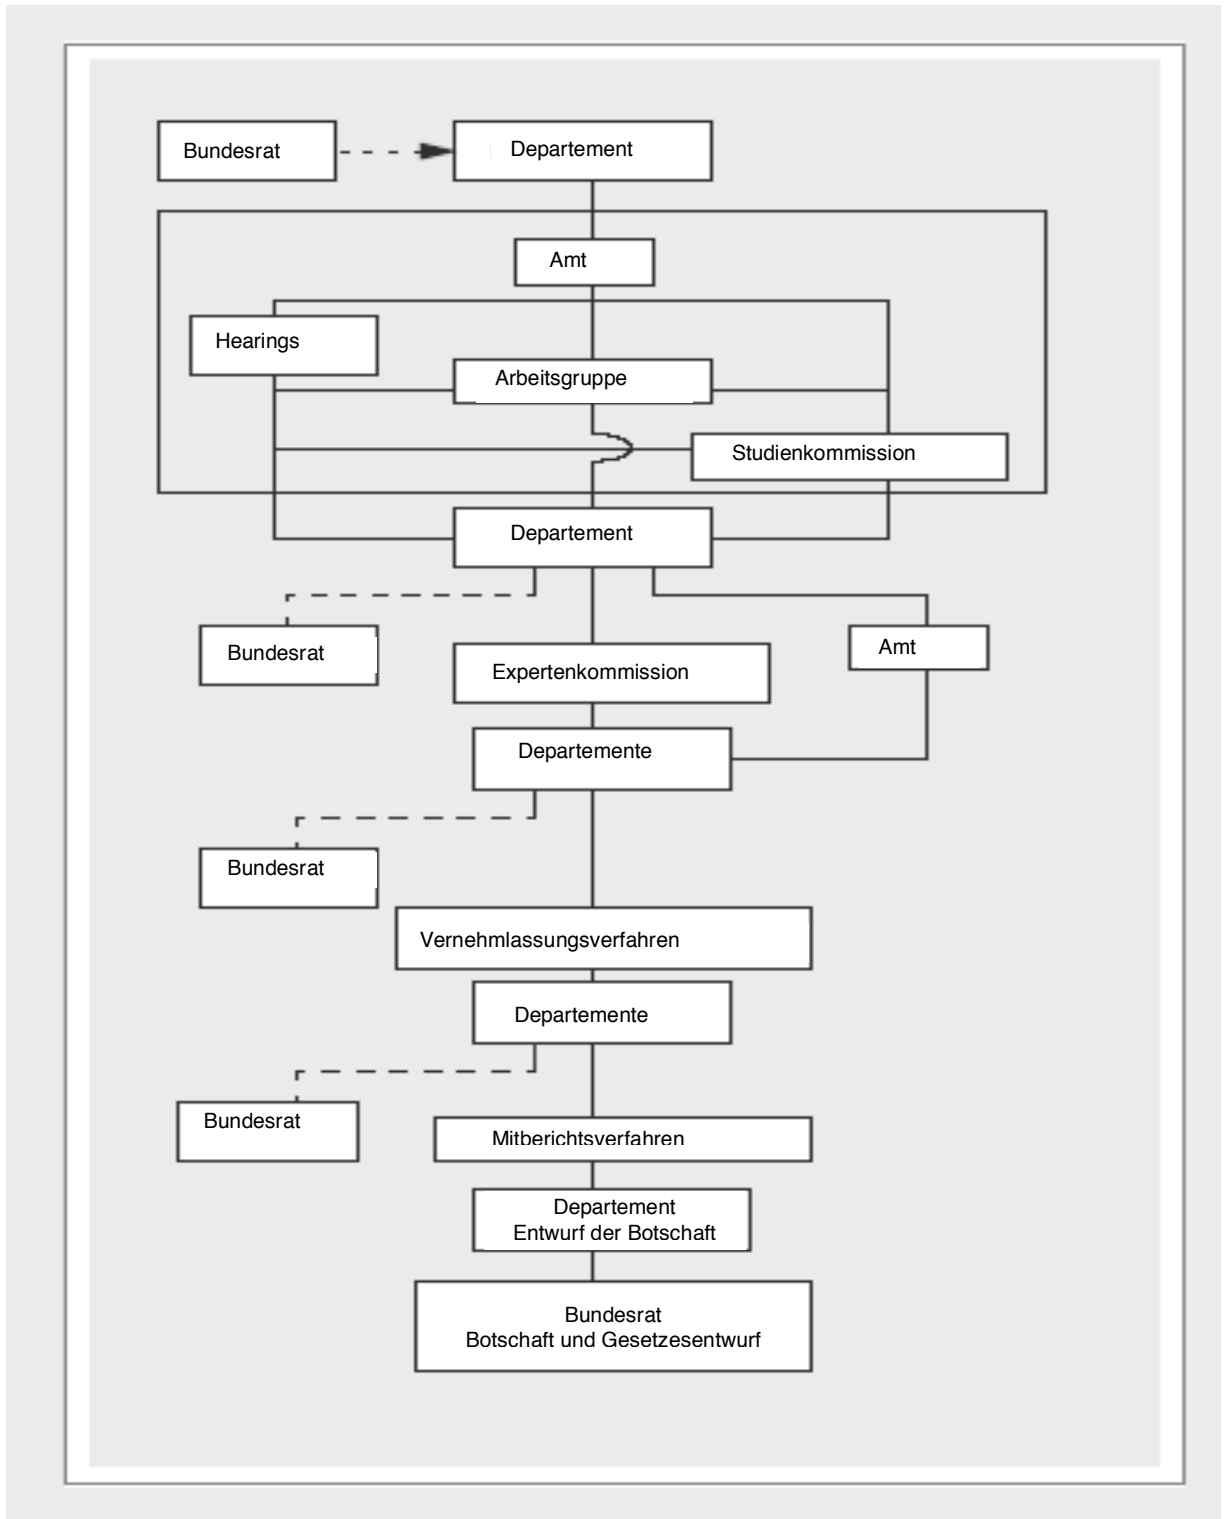 Bundesrat
Departement
Amt
Hearings
Arbeitsgruppe
Studienkommission
Departement
Bundesrat
Amt
Expertenkommission
Departemente
Bundesrat
Vernehmlassungsverfahren
Departemente
Bundesrat
Mitberichtsverfahren
Departement
Entwurf der Botschaft
Bundesrat
Botschaft und Gesetzesentwurf